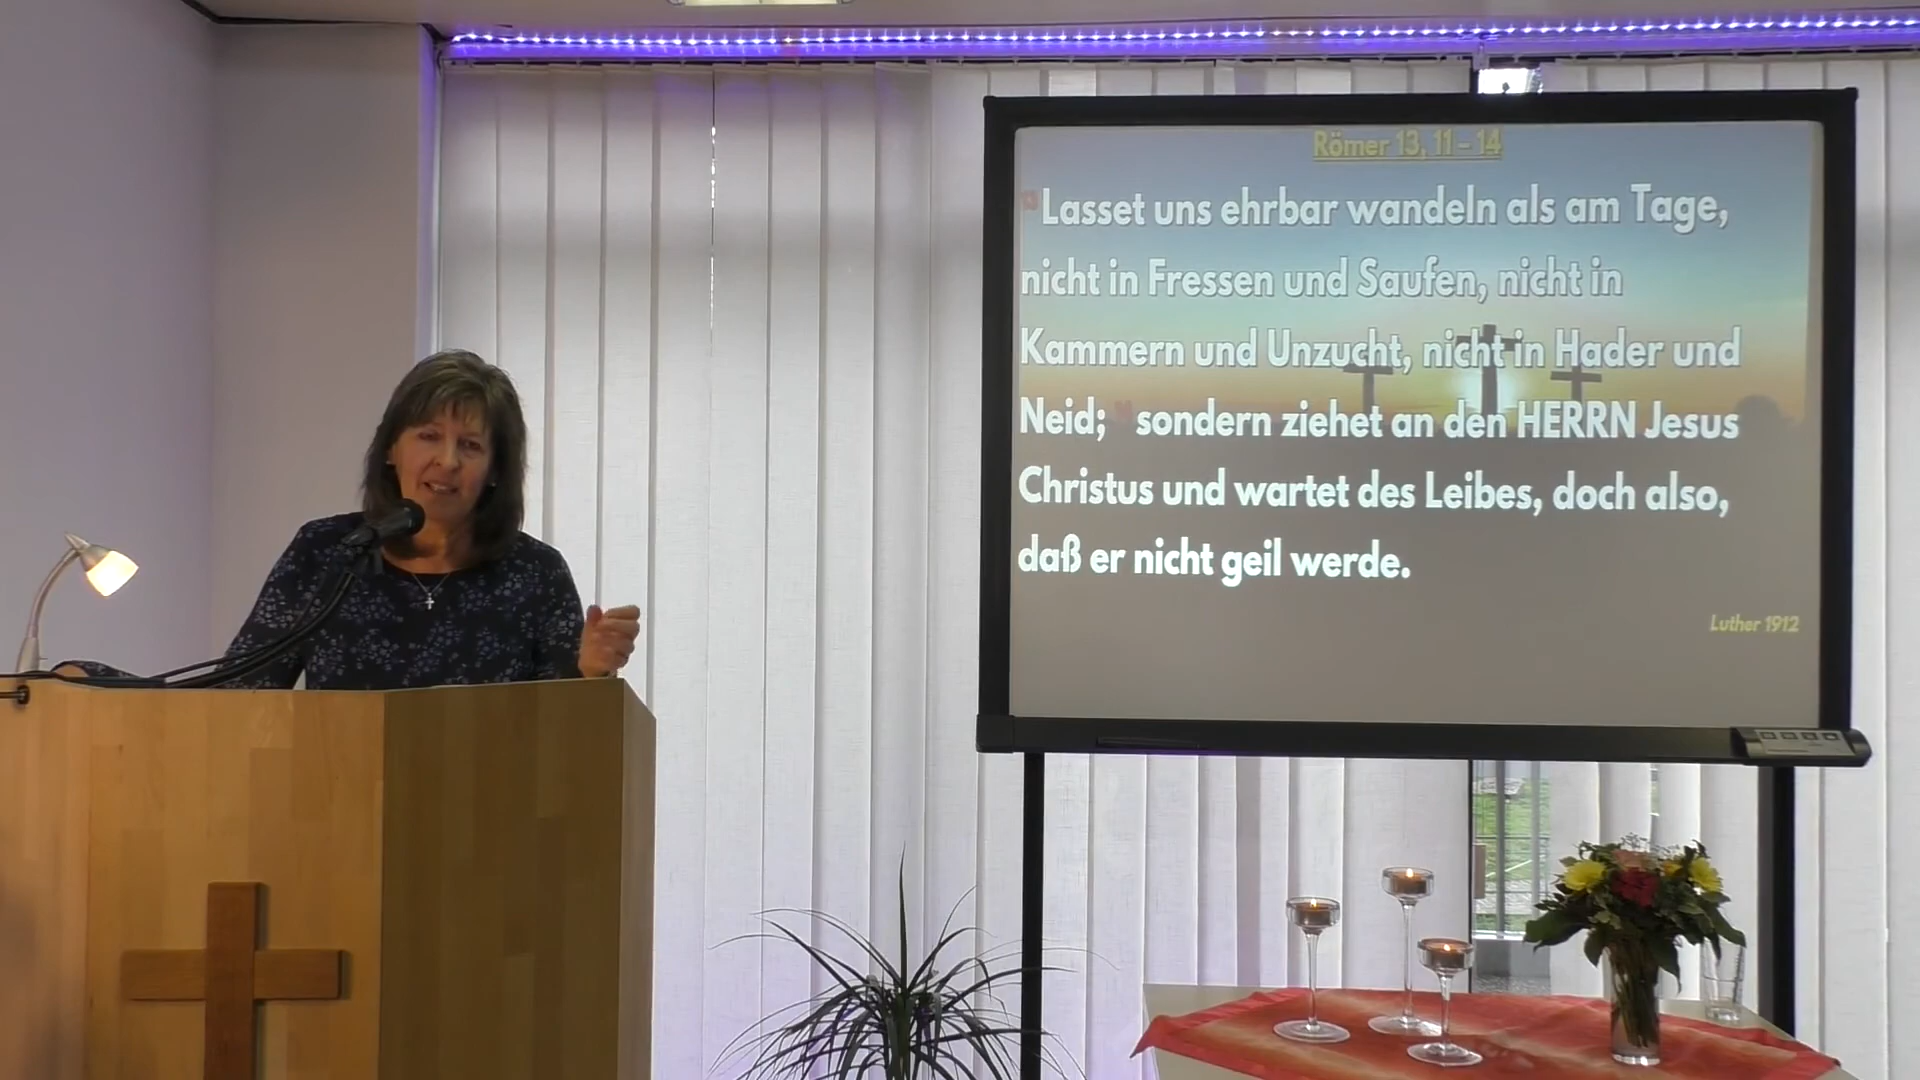 Römer 13, 11 – 14
Lasset uns ehrbar wandeln als am Tage,
nicht in Fressen und Saufen, nicht in
Kammern und Unzucht, nicht in Hader und
Neid; sondern ziehet an den HERRN Jesus
Christus und wartet des Leibes, doch also,
daß er nicht geil werde.
Luther 1912